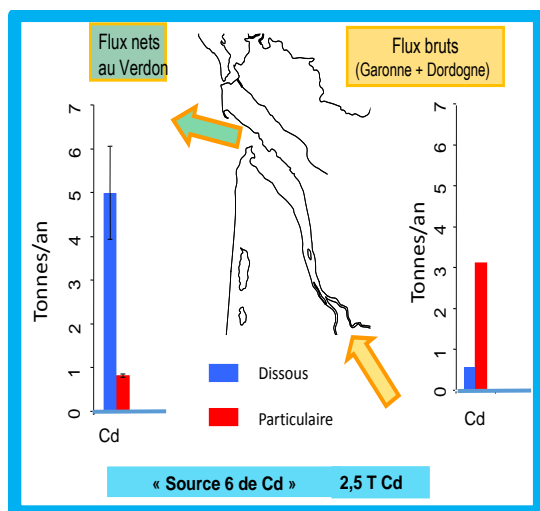 Flux nets
au Verdon
Flux bruts
(Garonne + Dordogne)
Tonnes/an
7
6
5
4
3
2
1
0
Cd
Tonnes/an
7
6
5
4
3
2
1
0
Cd
Dissous
Particulaire
« Source 6 de Cd » 2,5 T Cd